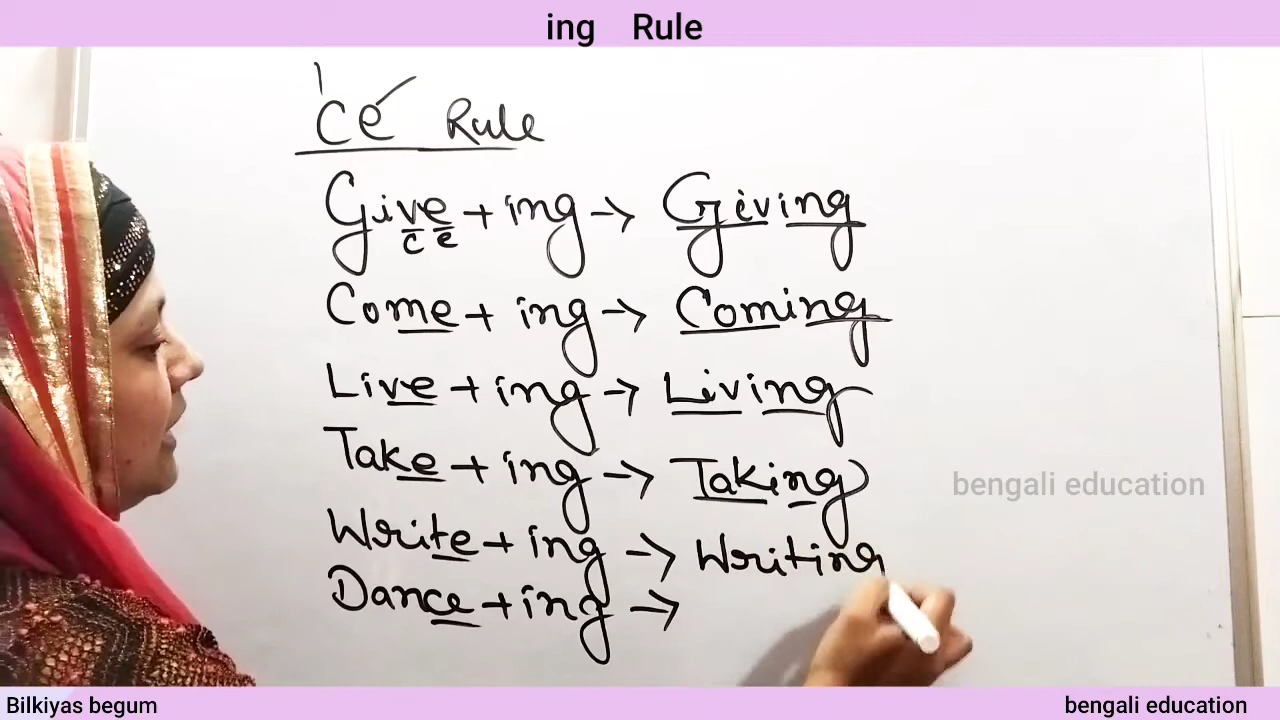 ing Rule
ce Rule
Give + ing → Giving
c e
Come + ing → Coming
Live + ing → Living
Take + ing → Taking
bengali education
Write + ing → Writing
Dance + ing →
Bilkiyas begum
bengali education